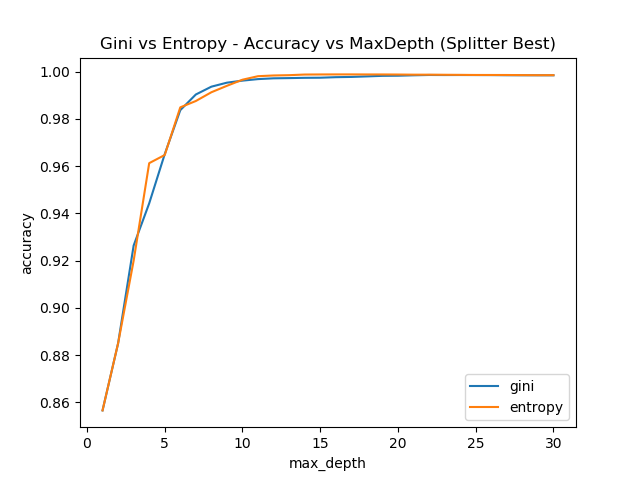 Gini vs Entropy - Accuracy vs MaxDepth (Splitter Best)
1.00
0.98
0.96
0.94
0.92
0.90
0.88
0.86
accuracy
0 5 10 15 20 25 30
max_depth
gini
entropy